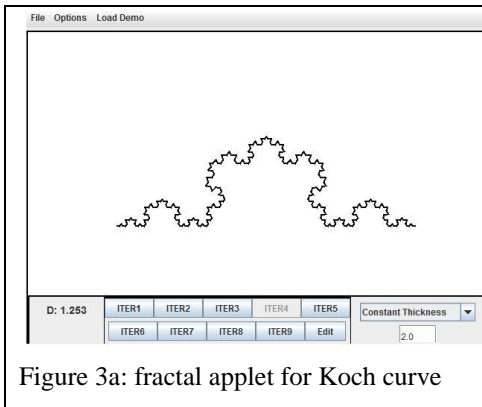 File Options Load Demo
D: 1.253
ITER1 ITER2 ITER3 ITER4 ITER5
Constant Thickness
ITER6 ITER7 ITER8 ITER9 Edit
2.0
Figure 3a: fractal applet for Koch curve